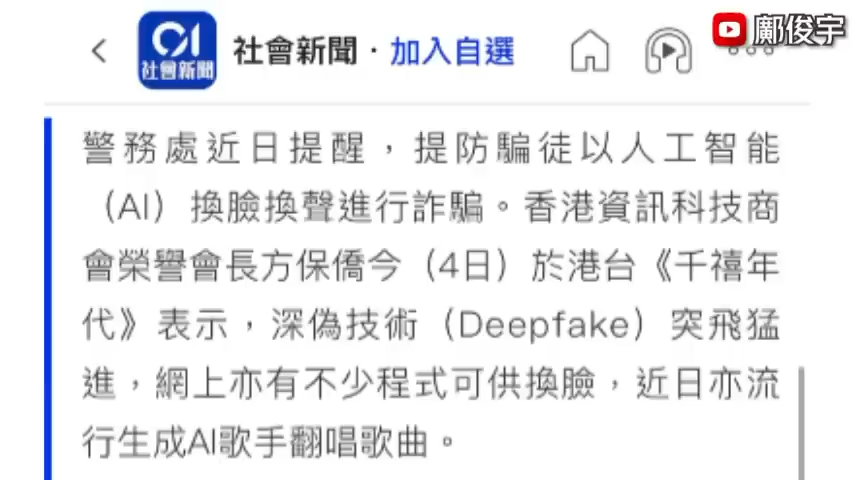 鄺俊宇
01
社會新聞
社會新聞·加入自選
警務處近日提醒，提防騙徒以人工智能
（AI）換臉換聲進行詐騙。香港資訊科技商
會榮譽會長方保僑今（4日）於港台《千禧年
代》表示，深偽技術（Deepfake）突飛猛
進，網上亦有不少程式可供換臉，近日亦流
行生成AI歌手翻唱歌曲。